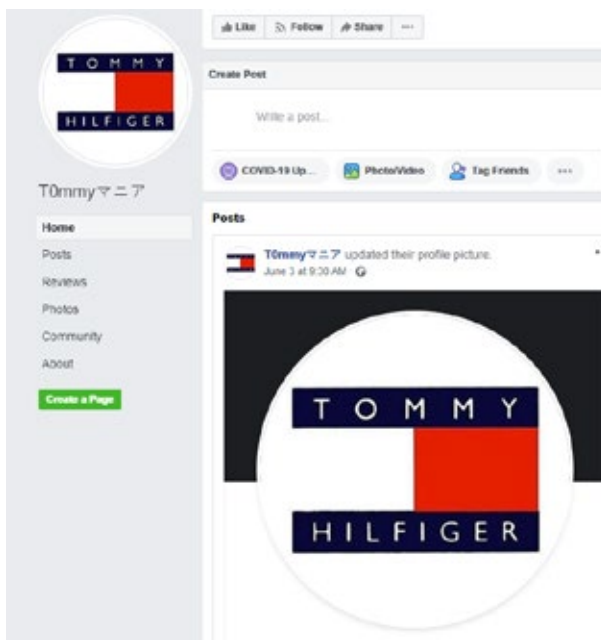 TOMMY
HILFIGER
T0mmyマニア
Home
Posts
Reviews
Photos
Community
About
Create a Page
Like Follow Share
Create Post
Write a post...
COVID-19 Up... Photo/Video Tag Friends
Posts
T0mmyマニア updated their profile picture.
June 3 at 9:30 AM
TOMMY
HILFIGER